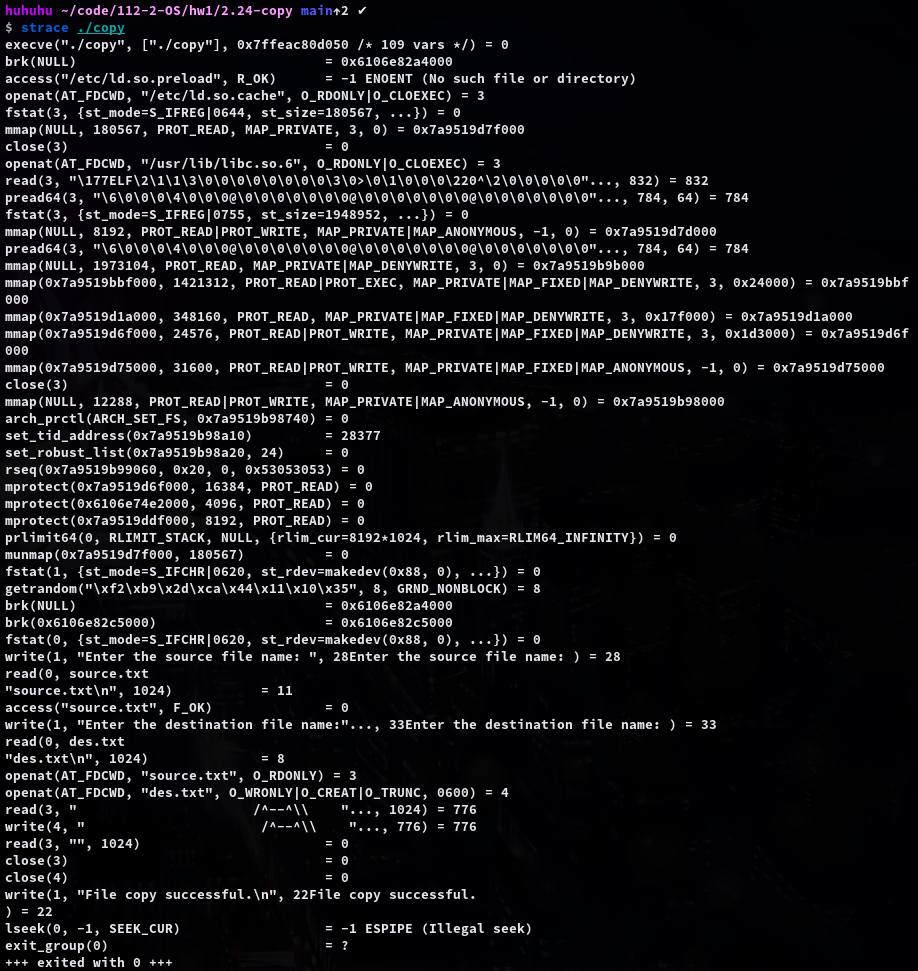 huhuhu ~/code/112-2-OS/hw1/2.24-copy main↑2 ✔
$ strace ./copy
execve("./copy", ["./copy"], 0x7ffeac80d050 /* 109 vars */) = 0
brk(NULL)                               = 0x6106e82a4000
access("/etc/ld.so.preload", R_OK)      = -1 ENOENT (No such file or directory)
openat(AT_FDCWD, "/etc/ld.so.cache", O_RDONLY|O_CLOEXEC) = 3
fstat(3, {st_mode=S_IFREG|0644, st_size=180567, ...}) = 0
mmap(NULL, 180567, PROT_READ, MAP_PRIVATE, 3, 0) = 0x7a9519d7f000
close(3)                                = 0
openat(AT_FDCWD, "/usr/lib/libc.so.6", O_RDONLY|O_CLOEXEC) = 3
read(3, "\177ELF\2\1\1\3\0\0\0\0\0\0\0\0\3\0>\0\1\0\0\0\220^\2\0\0\0\0\0"..., 832) = 832
pread64(3, "\6\0\0\0\4\0\0\0@\0\0\0\0\0\0\0@\0\0\0\0\0\0\0@\0\0\0\0\0\0\0"..., 784, 64) = 784
fstat(3, {st_mode=S_IFREG|0755, st_size=1948952, ...}) = 0
mmap(NULL, 8192, PROT_READ|PROT_WRITE, MAP_PRIVATE|MAP_ANONYMOUS, -1, 0) = 0x7a9519d7d000
pread64(3, "\6\0\0\0\4\0\0\0@\0\0\0\0\0\0\0@\0\0\0\0\0\0\0@\0\0\0\0\0\0\0"..., 784, 64) = 784
mmap(NULL, 1973104, PROT_READ, MAP_PRIVATE|MAP_DENYWRITE, 3, 0) = 0x7a9519b9b000
mmap(0x7a9519bbf000, 1421312, PROT_READ|PROT_EXEC, MAP_PRIVATE|MAP_FIXED|MAP_DENYWRITE, 3, 0x24000) = 0x7a9519bbf
000
mmap(0x7a9519d1a000, 348160, PROT_READ, MAP_PRIVATE|MAP_FIXED|MAP_DENYWRITE, 3, 0x17f000) = 0x7a9519d1a000
mmap(0x7a9519d6f000, 24576, PROT_READ|PROT_WRITE, MAP_PRIVATE|MAP_FIXED|MAP_DENYWRITE, 3, 0x1d3000) = 0x7a9519d6f
000
mmap(0x7a9519d75000, 31600, PROT_READ|PROT_WRITE, MAP_PRIVATE|MAP_FIXED|MAP_ANONYMOUS, -1, 0) = 0x7a9519d75000
close(3)                                = 0
mmap(NULL, 12288, PROT_READ|PROT_WRITE, MAP_PRIVATE|MAP_ANONYMOUS, -1, 0) = 0x7a9519b98000
arch_prctl(ARCH_SET_FS, 0x7a9519b98740) = 0
set_tid_address(0x7a9519b98a10)         = 28377
set_robust_list(0x7a9519b98a20, 24)     = 0
rseq(0x7a9519b99060, 0x20, 0, 0x53053053) = 0
mprotect(0x7a9519d6f000, 16384, PROT_READ) = 0
mprotect(0x6106e74e2000, 4096, PROT_READ) = 0
mprotect(0x7a9519ddf000, 8192, PROT_READ) = 0
prlimit64(0, RLIMIT_STACK, NULL, {rlim_cur=8192*1024, rlim_max=RLIM64_INFINITY}) = 0
munmap(0x7a9519d7f000, 180567)          = 0
fstat(1, {st_mode=S_IFCHR|0620, st_rdev=makedev(0x88, 0), ...}) = 0
getrandom("\xf2\xb9\x2d\xca\x44\x11\x10\x35", 8, GRND_NONBLOCK) = 8
brk(NULL)                               = 0x6106e82a4000
brk(0x6106e82c5000)                     = 0x6106e82c5000
fstat(0, {st_mode=S_IFCHR|0620, st_rdev=makedev(0x88, 0), ...}) = 0
write(1, "Enter the source file name: ", 28Enter the source file name: ) = 28
read(0, source.txt
"source.txt\n", 1024)           = 11
access("source.txt", F_OK)              = 0
write(1, "Enter the destination file name:"..., 33Enter the destination file name: ) = 33
read(0, des.txt
"des.txt\n", 1024)              = 8
openat(AT_FDCWD, "source.txt", O_RDONLY) = 3
openat(AT_FDCWD, "des.txt", O_WRONLY|O_CREAT|O_TRUNC, 0600) = 4
read(3, "                      /^--^\\    "..., 1024) = 776
write(4, "                      /^--^\\    "..., 776) = 776
read(3, "", 1024)                       = 0
close(3)                                = 0
close(4)                                = 0
write(1, "File copy successful.\n", 22File copy successful.
) = 22
lseek(0, -1, SEEK_CUR)                  = -1 ESPIPE (Illegal seek)
exit_group(0)                           = ?
+++ exited with 0 +++